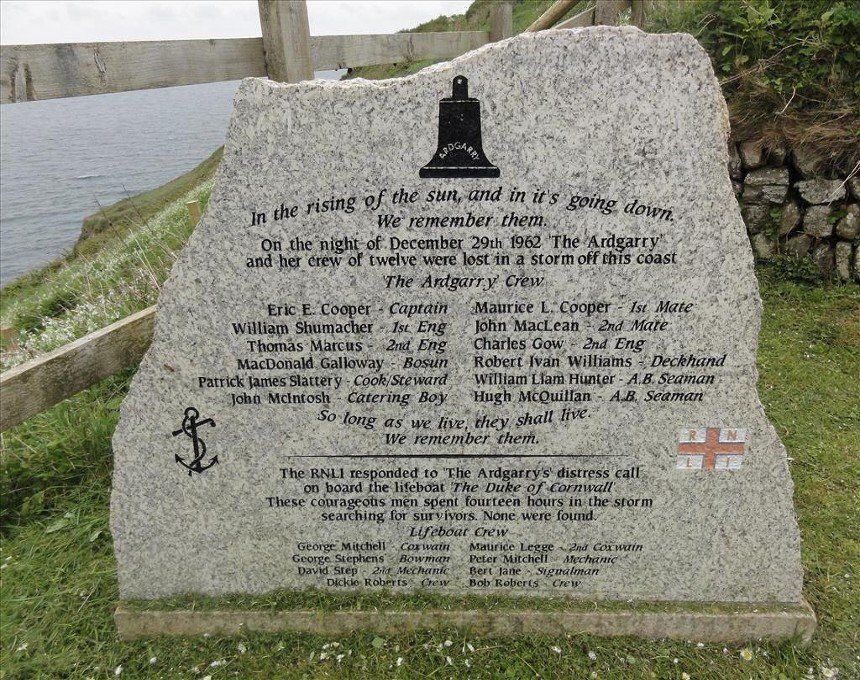 ARDGARRY
In the rising of the sun, and in it's going down.
We remember them.
On the night of December 29th 1962 'The Ardgarry'
and her crew of twelve were lost in a storm off this coast
'The Ardgarry' Crew
Eric E. Cooper - Captain Maurice L. Cooper - 1st Mate
William Shumacher - 1st Eng John MacLean - 2nd Mate
Thomas Marcus - 2nd Eng Charles Gow - 2nd Eng
MacDonald Galloway - Bosun Robert Ivan Williams - Deckhand
Patrick James Slattery - Cook/Steward William Liam Hunter - A.B. Seaman
John McIntosh - Catering Boy Hugh McQuillan - A.B. Seaman
So long as we live, they shall live.
We remember them.
R N
L I
The RNLI responded to 'The Ardgarry's' distress call
on board the lifeboat 'The Duke of Cornwall'
These courageous men spent fourteen hours in the storm
searching for survivors. None were found.
Lifeboat Crew
George Mitchell - Coxwain Maurice Legge - 2nd Coxwain
George Stephens - Bowman Peter Mitchell - Mechanic
David Step - 2nd Mechanic Bert Jane - Signalman
Dickie Roberts - Crew Bob Roberts - Crew